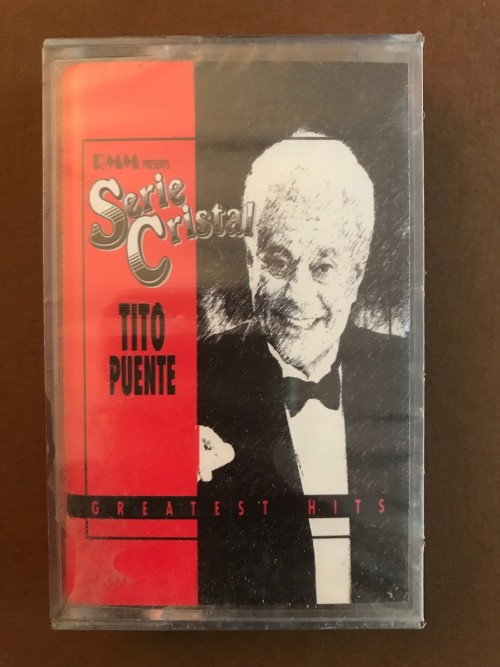 RMM PRESENTS
Serie
Cristal
TITO
PUENTE
GREATEST HITS